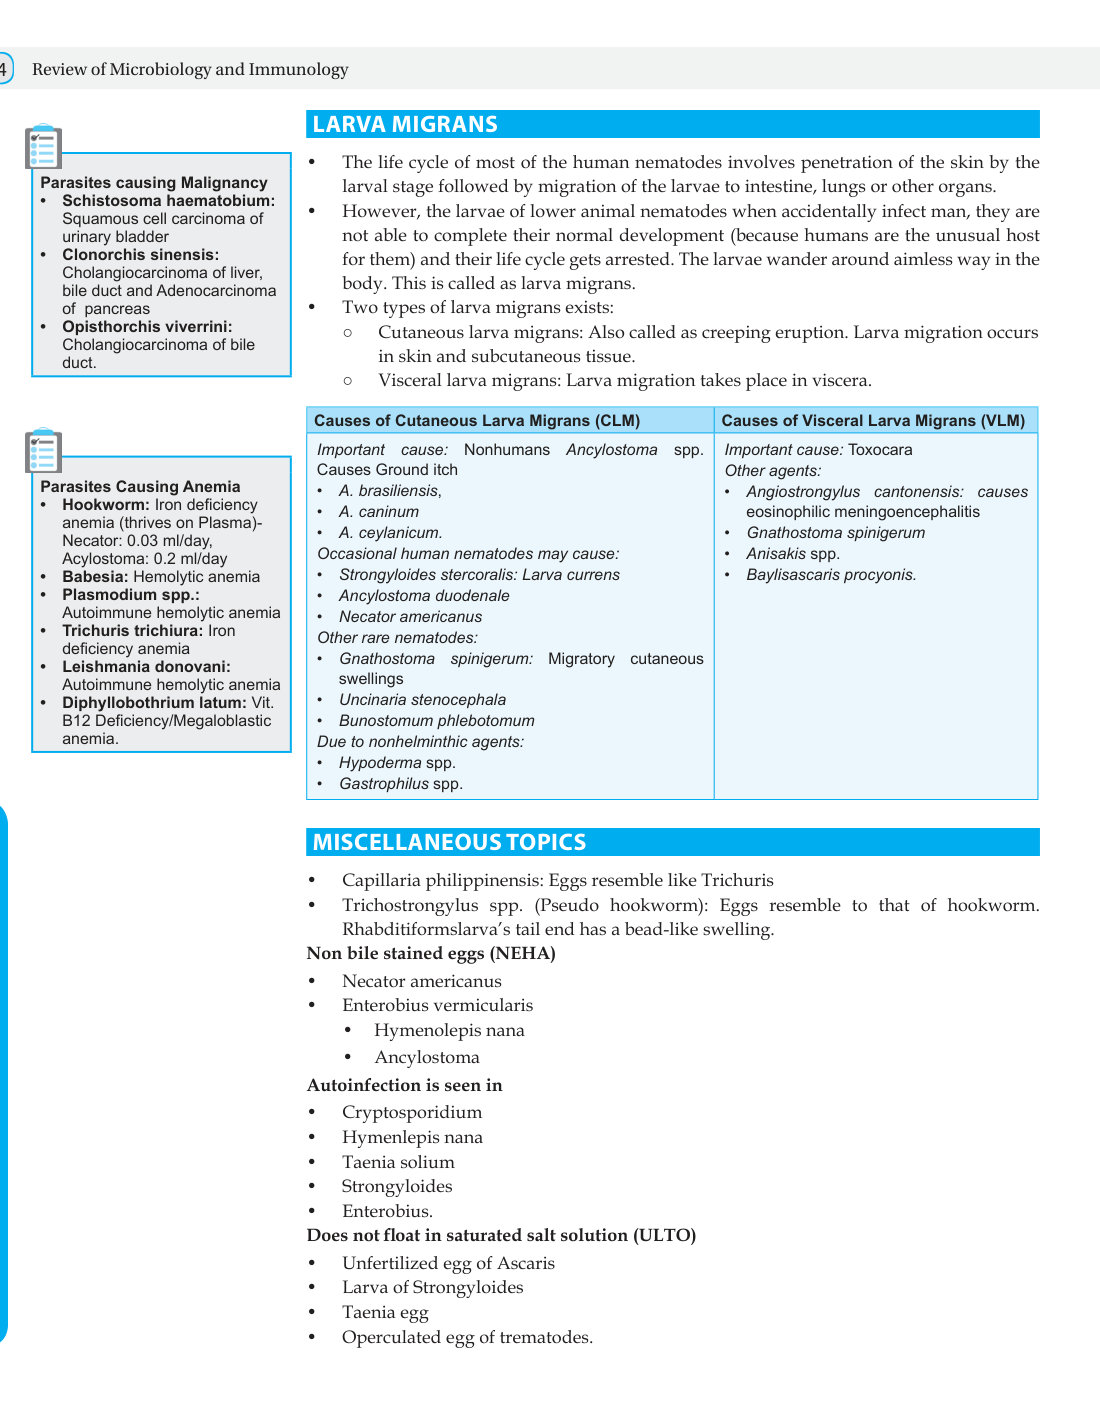 4 Review of Microbiology and Immunology
Parasites causing Malignancy
• Schistosoma haematobium:
Squamous cell carcinoma of
urinary bladder
• Clonorchis sinensis:
Cholangiocarcinoma of liver,
bile duct and Adenocarcinoma
of pancreas
• Opisthorchis viverrini:
Cholangiocarcinoma of bile
duct.
Parasites Causing Anemia
• Hookworm: Iron deficiency
anemia (thrives on Plasma)-
Necator: 0.03 ml/day,
Acylostoma: 0.2 ml/day
• Babesia: Hemolytic anemia
• Plasmodium spp.:
Autoimmune hemolytic anemia
• Trichuris trichiura: Iron
deficiency anemia
• Leishmania donovani:
Autoimmune hemolytic anemia
• Diphyllobothrium latum: Vit.
B12 Deficiency/Megaloblastic
anemia.
LARVA MIGRANS
• The life cycle of most of the human nematodes involves penetration of the skin by the
larval stage followed by migration of the larvae to intestine, lungs or other organs.
• However, the larvae of lower animal nematodes when accidentally infect man, they are
not able to complete their normal development (because humans are the unusual host
for them) and their life cycle gets arrested. The larvae wander around aimless way in the
body. This is called as larva migrans.
• Two types of larva migrans exists:
○ Cutaneous larva migrans: Also called as creeping eruption. Larva migration occurs
in skin and subcutaneous tissue.
○ Visceral larva migrans: Larva migration takes place in viscera.
Causes of Cutaneous Larva Migrans (CLM)
Important cause: Nonhumans Ancylostoma spp.
Causes Ground itch
• A. brasiliensis,
• A. caninum
• A. ceylanicum.
Occasional human nematodes may cause:
• Strongyloides stercoralis: Larva currens
• Ancylostoma duodenale
• Necator americanus
Other rare nematodes:
• Gnathostoma spinigerum: Migratory cutaneous
swellings
• Uncinaria stenocephala
• Bunostomum phlebotomum
Due to nonhelminthic agents:
• Hypoderma spp.
• Gastrophilus spp.
Causes of Visceral Larva Migrans (VLM)
Important cause: Toxocara
Other agents:
• Angiostrongylus cantonensis: causes
eosinophilic meningoencephalitis
• Gnathostoma spinigerum
• Anisakis spp.
• Baylisascaris procyonis.
MISCELLANEOUS TOPICS
• Capillaria philippinensis: Eggs resemble like Trichuris
• Trichostrongylus spp. (Pseudo hookworm): Eggs resemble to that of hookworm.
Rhabditiformslarva's tail end has a bead-like swelling.
Non bile stained eggs (NEHA)
• Necator americanus
• Enterobius vermicularis
• Hymenolepis nana
• Ancylostoma
Autoinfection is seen in
• Cryptosporidium
• Hymenlepis nana
• Taenia solium
• Strongyloides
• Enterobius.
Does not float in saturated salt solution (ULTO)
• Unfertilized egg of Ascaris
• Larva of Strongyloides
• Taenia egg
• Operculated egg of trematodes.